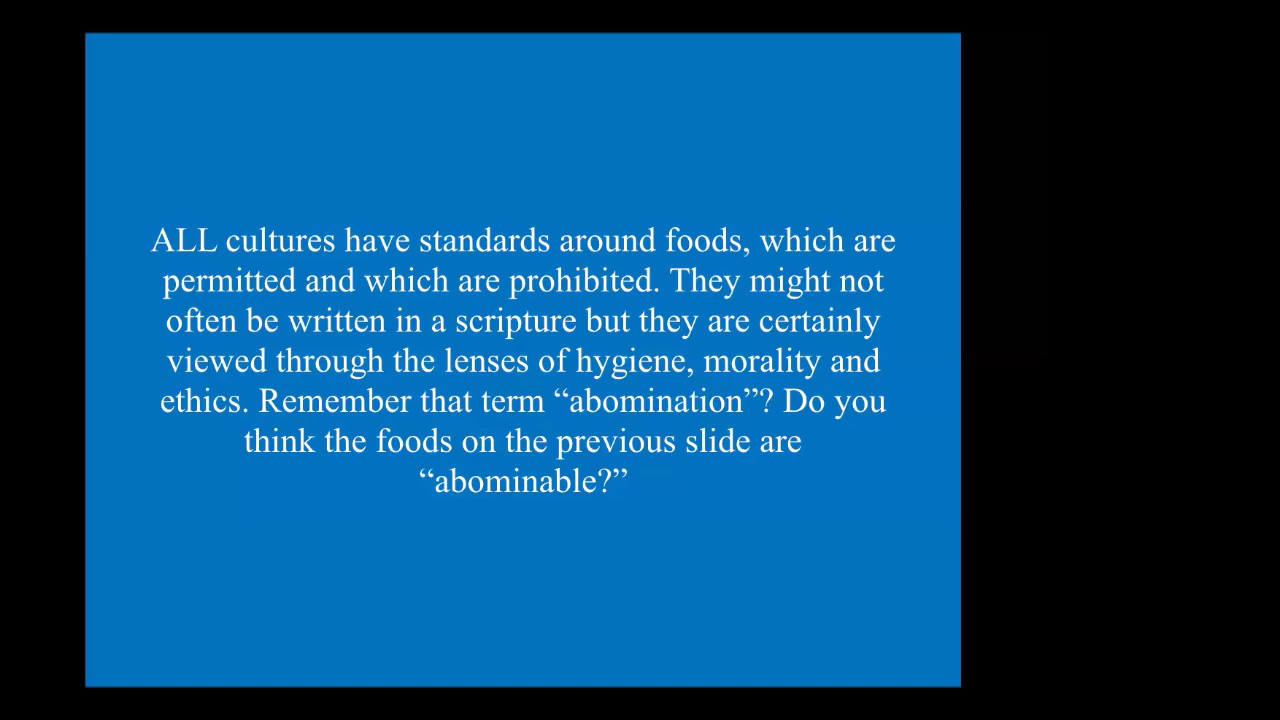 ALL cultures have standards around foods, which are
permitted and which are prohibited. They might not
often be written in a scripture but they are certainly
viewed through the lenses of hygiene, morality and
ethics. Remember that term “abomination”? Do you
think the foods on the previous slide are
“abominable?”